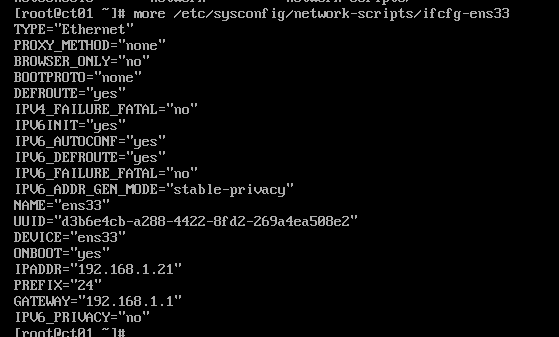 [root@ct01 ~]# more /etc/sysconfig/network-scripts/ifcfg-ens33
TYPE="Ethernet"
PROXY_METHOD="none"
BROWSER_ONLY="no"
BOOTPROTO="none"
DEFROUTE="yes"
IPV4_FAILURE_FATAL="no"
IPV6INIT="yes"
IPV6_AUTOCONF="yes"
IPV6_DEFROUTE="yes"
IPV6_FAILURE_FATAL="no"
IPV6_ADDR_GEN_MODE="stable-privacy"
NAME="ens33"
UUID="d3b6e4cb-a288-4422-8fd2-269a4ea508e2"
DEVICE="ens33"
ONBOOT="yes"
IPADDR="192.168.1.21"
PREFIX="24"
GATEWAY="192.168.1.1"
IPV6_PRIVACY="no"
[root@ct01 ~]#